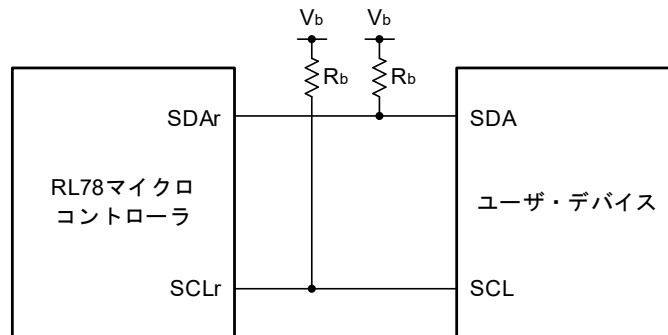 Vb Vb
Rb Rb
SDAr SDA
RL78マイクロ
コントローラ
ユーザ・デバイス
SCLr SCL